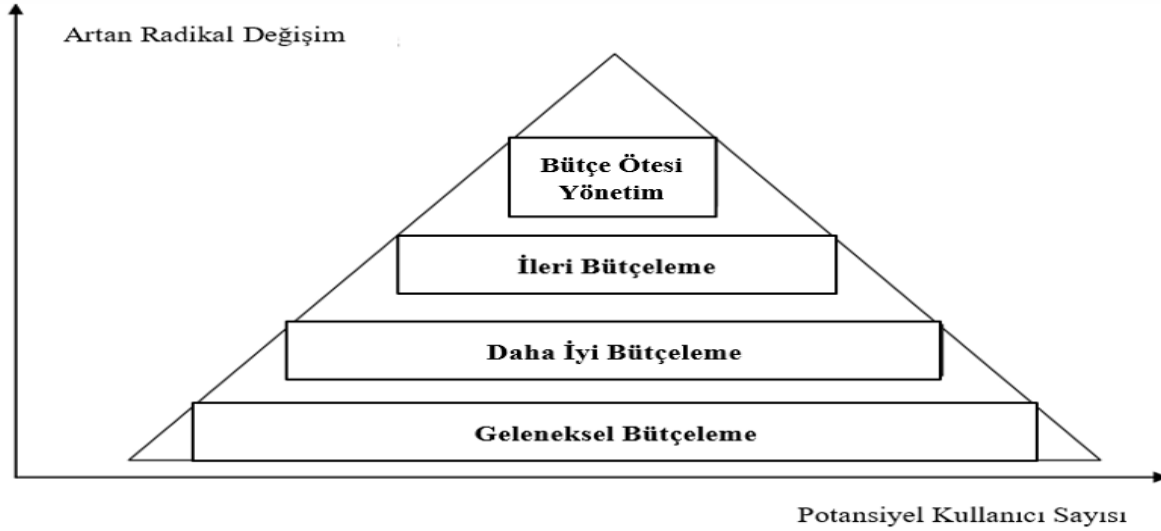 Artan Radikal Değişim
Bütçe Ötesi
Yönetim
İleri Bütçeleme
Daha İyi Bütçeleme
Geleneksel Bütçeleme
Potansiyel Kullanıcı Sayısı